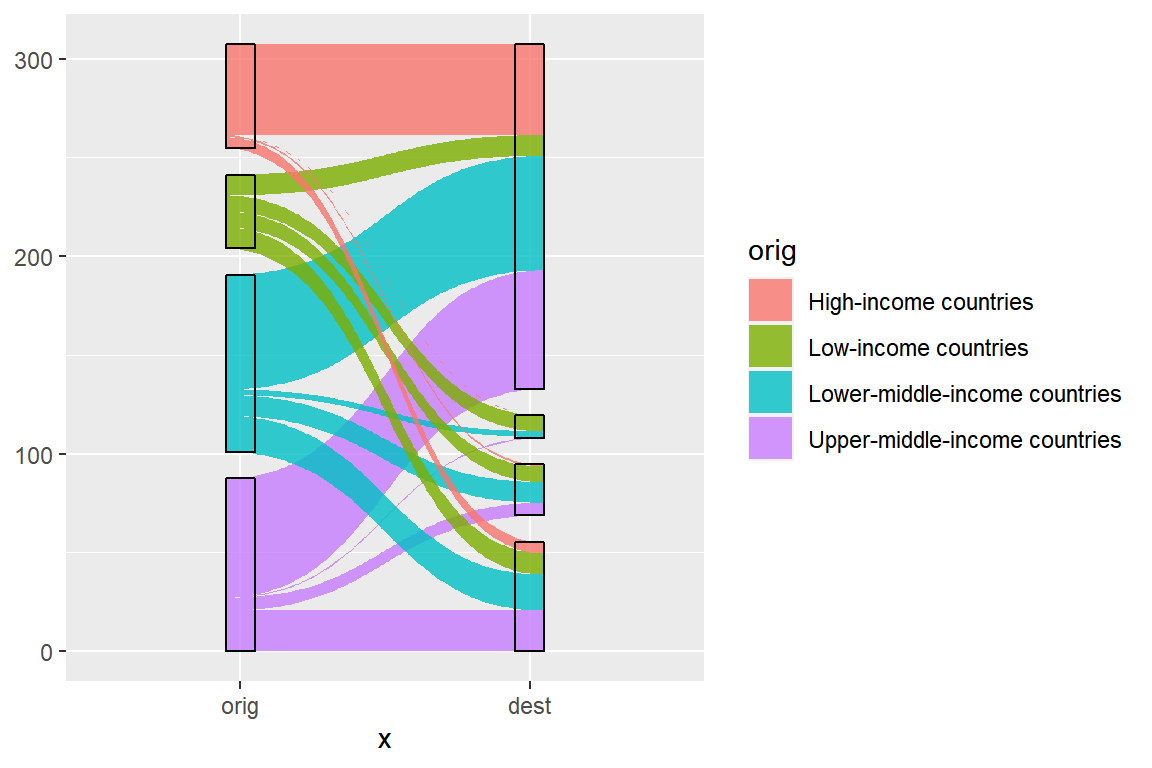 300
200
100
0
orig
dest
x
orig
High-income countries
Low-income countries
Lower-middle-income countries
Upper-middle-income countries